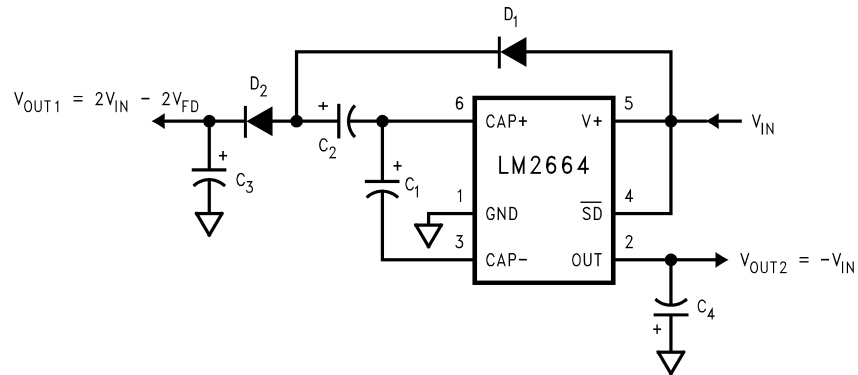 D1
VOUT1 = 2VIN - 2VFD
D2
+
C2
6
CAP+
V+
5
VIN
+
C3
+
C1
LM2664
1
GND
SD
4
3
CAP-
OUT
2
VOUT2 = -VIN
C4
+